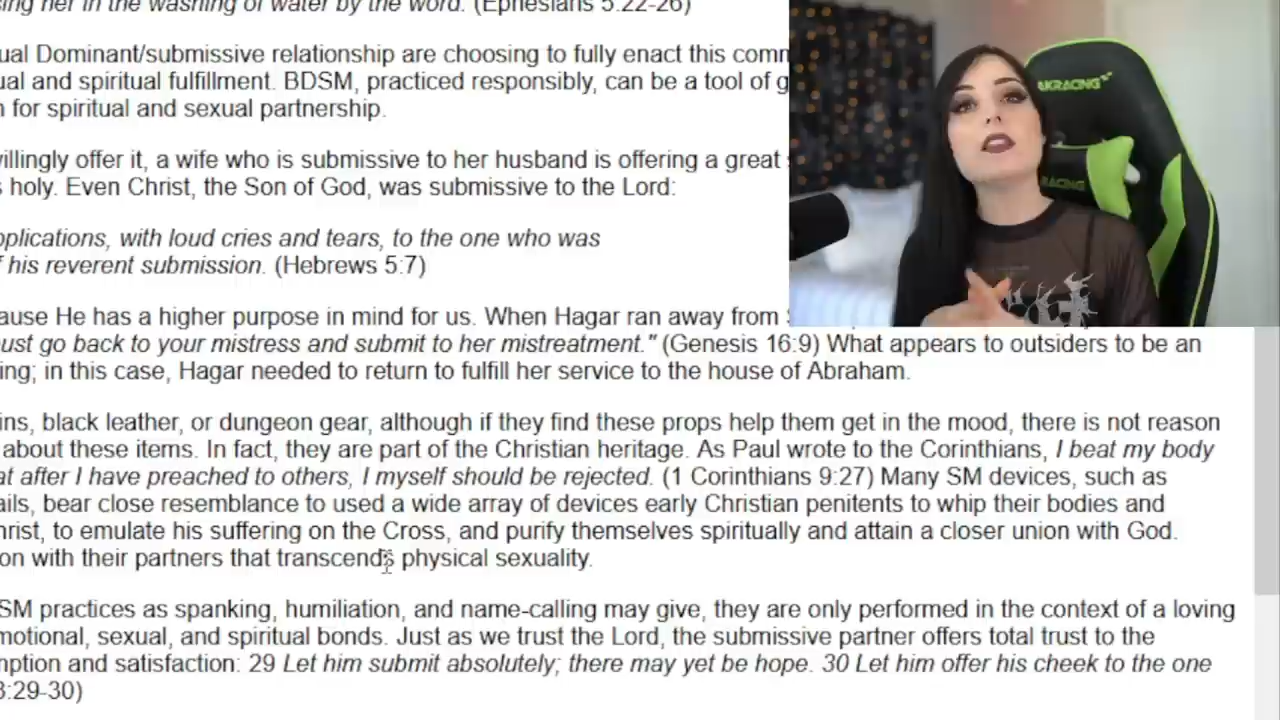 sing her in the washing of water by the word. (Ephesians 5:22-26)
ual Dominant/submissive relationship are choosing to fully enact this comm
ual and spiritual fulfillment. BDSM, practiced responsibly, can be a tool of g
n for spiritual and sexual partnership.
villingly offer it, a wife who is submissive to her husband is offering a great
s holy. Even Christ, the Son of God, was submissive to the Lord:
pplications, with loud cries and tears, to the one who was
f his reverent submission. (Hebrews 5:7)
ause He has a higher purpose in mind for us. When Hagar ran away from
ust go back to your mistress and submit to her mistreatment." (Genesis 16:9) What appears to outsiders to be an
ing; in this case, Hagar needed to return to fulfill her service to the house of Abraham.
ins, black leather, or dungeon gear, although if they find these props help them get in the mood, there is not reason
about these items. In fact, they are part of the Christian heritage. As Paul wrote to the Corinthians, I beat my body
at after I have preached to others, I myself should be rejected. (1 Corinthians 9:27) Many SM devices, such as
ails, bear close resemblance to used a wide array of devices early Christian penitents to whip their bodies and
hrist, to emulate his suffering on the Cross, and purify themselves spiritually and attain a closer union with God.
on with their partners that transcends physical sexuality.
SM practices as spanking, humiliation, and name-calling may give, they are only performed in the context of a loving
motional, sexual, and spiritual bonds. Just as we trust the Lord, the submissive partner offers total trust to the
mption and satisfaction: 29 Let him submit absolutely; there may yet be hope. 30 Let him offer his cheek to the one
3:29-30)
AKRACING
RACING